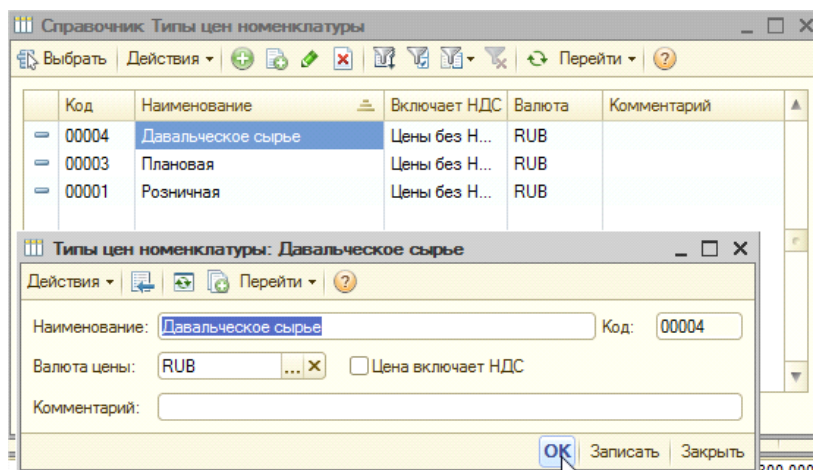 Справочник Типы цен номенклатуры
Выбрать Действия Перейти
Код Наименование Включает НДС Валюта Комментарий
00004 Давальческое сырье Цены без Н... RUB
00003 Плановая Цены без Н... RUB
00001 Розничная Цены без Н... RUB
Типы цен номенклатуры: Давальческое сырье
Действия Перейти
Наименование: Давальческое сырье Код: 00004
Валюта цены: RUB ... Цена включает НДС
Комментарий:
OK Записать Закрыть